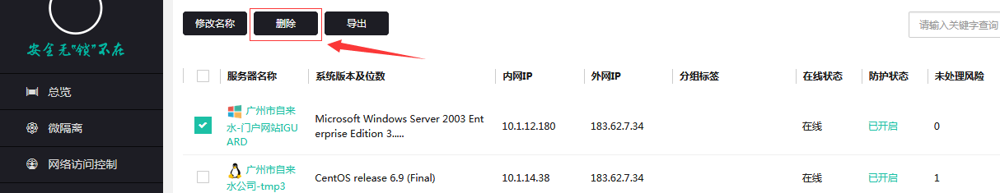 修改名称 删除 导出 请输入关键字查询
安全无"锁"不在
总览
微隔离
网络访问控制
服务器名称 系统版本及位数 内网IP 外网IP 分组标签 在线状态 防护状态 未处理风险
广州市自来
水-门户网站IGU
ARD
Microsoft Windows Server 2003 Ent
erprise Edition 3.....
10.1.12.180 183.62.7.34 在线 已开启 0
广州市自来
水公司-tmp3
CentOS release 6.9 (Final) 10.1.14.38 183.62.7.34 在线 已开启 1